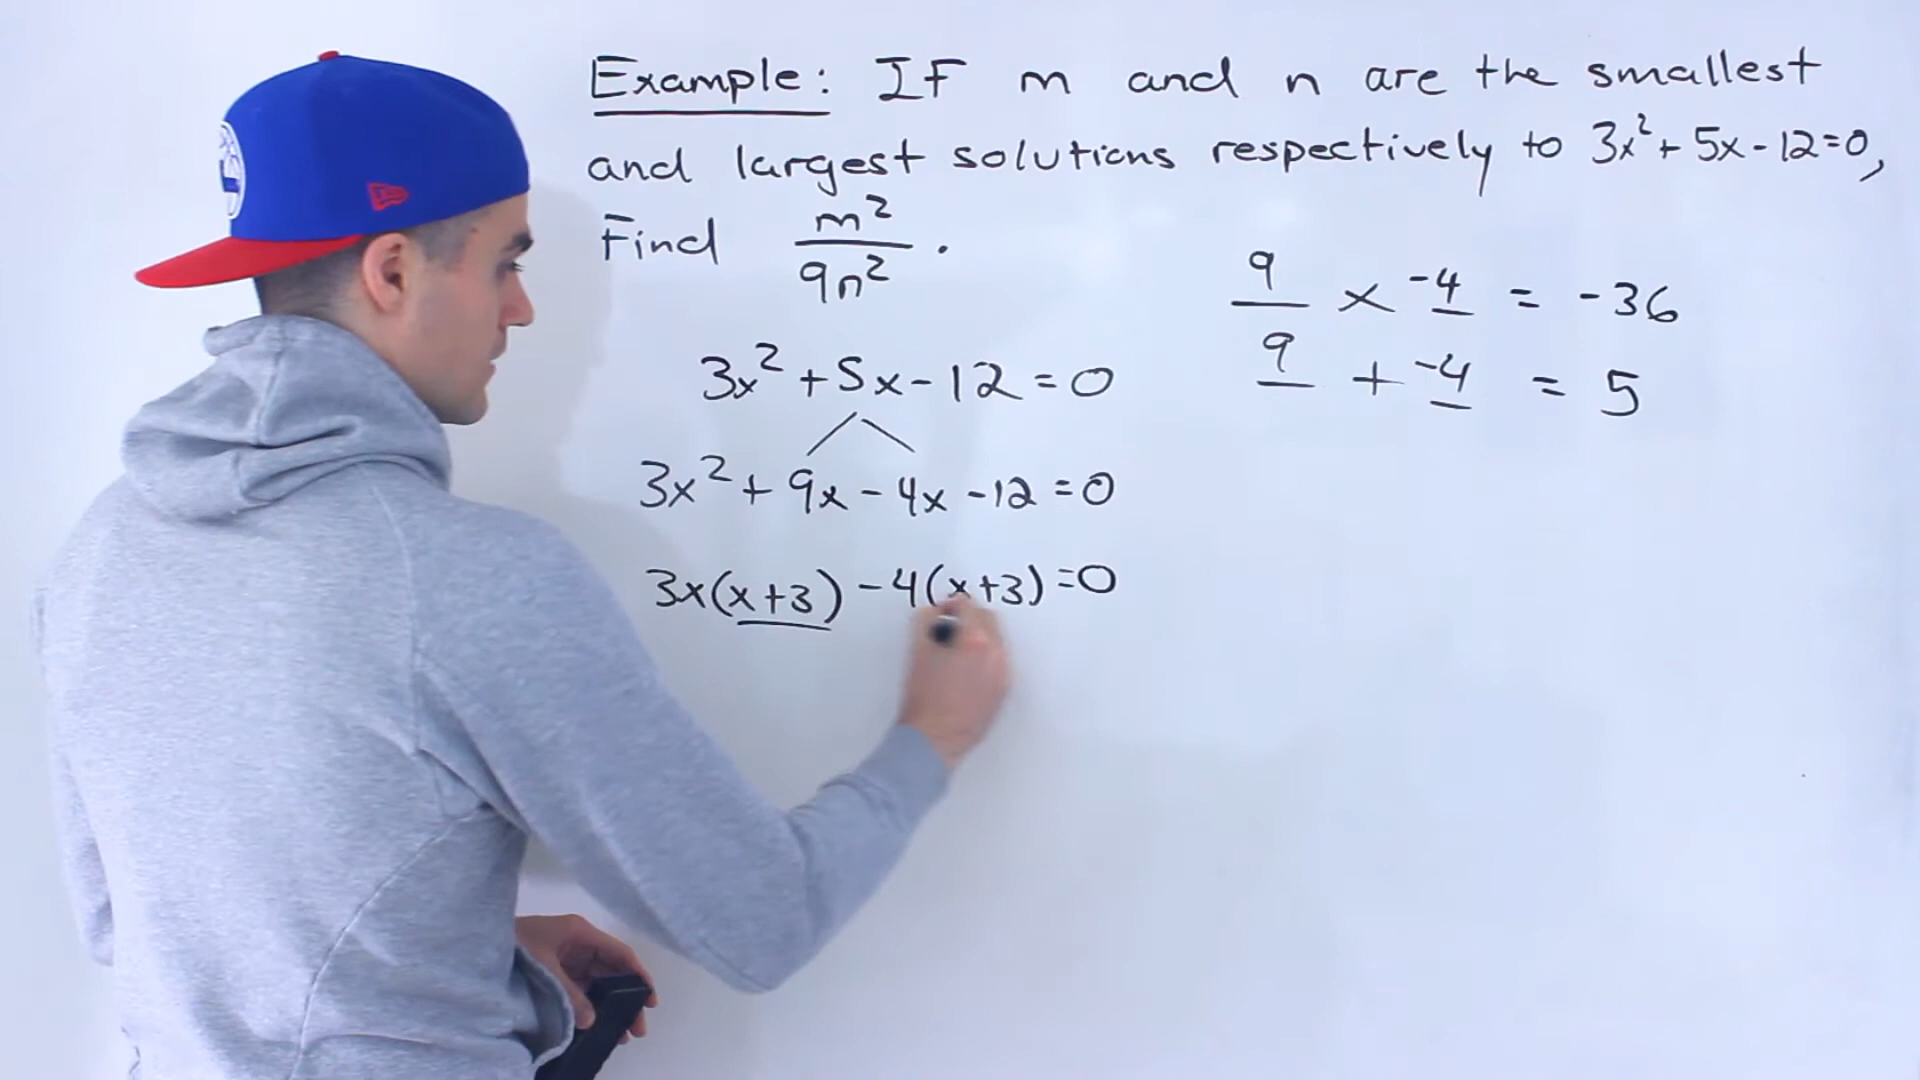 Example: IF m and n are the smallest
and largest solutions respectively to 3x² + 5x - 12 = 0,
Find m²/9n².
9 × -4 = -36
9 + -4 = 5
3x² + 5x - 12 = 0
3x² + 9x - 4x - 12 = 0
3x(x+3) - 4(x+3) = 0